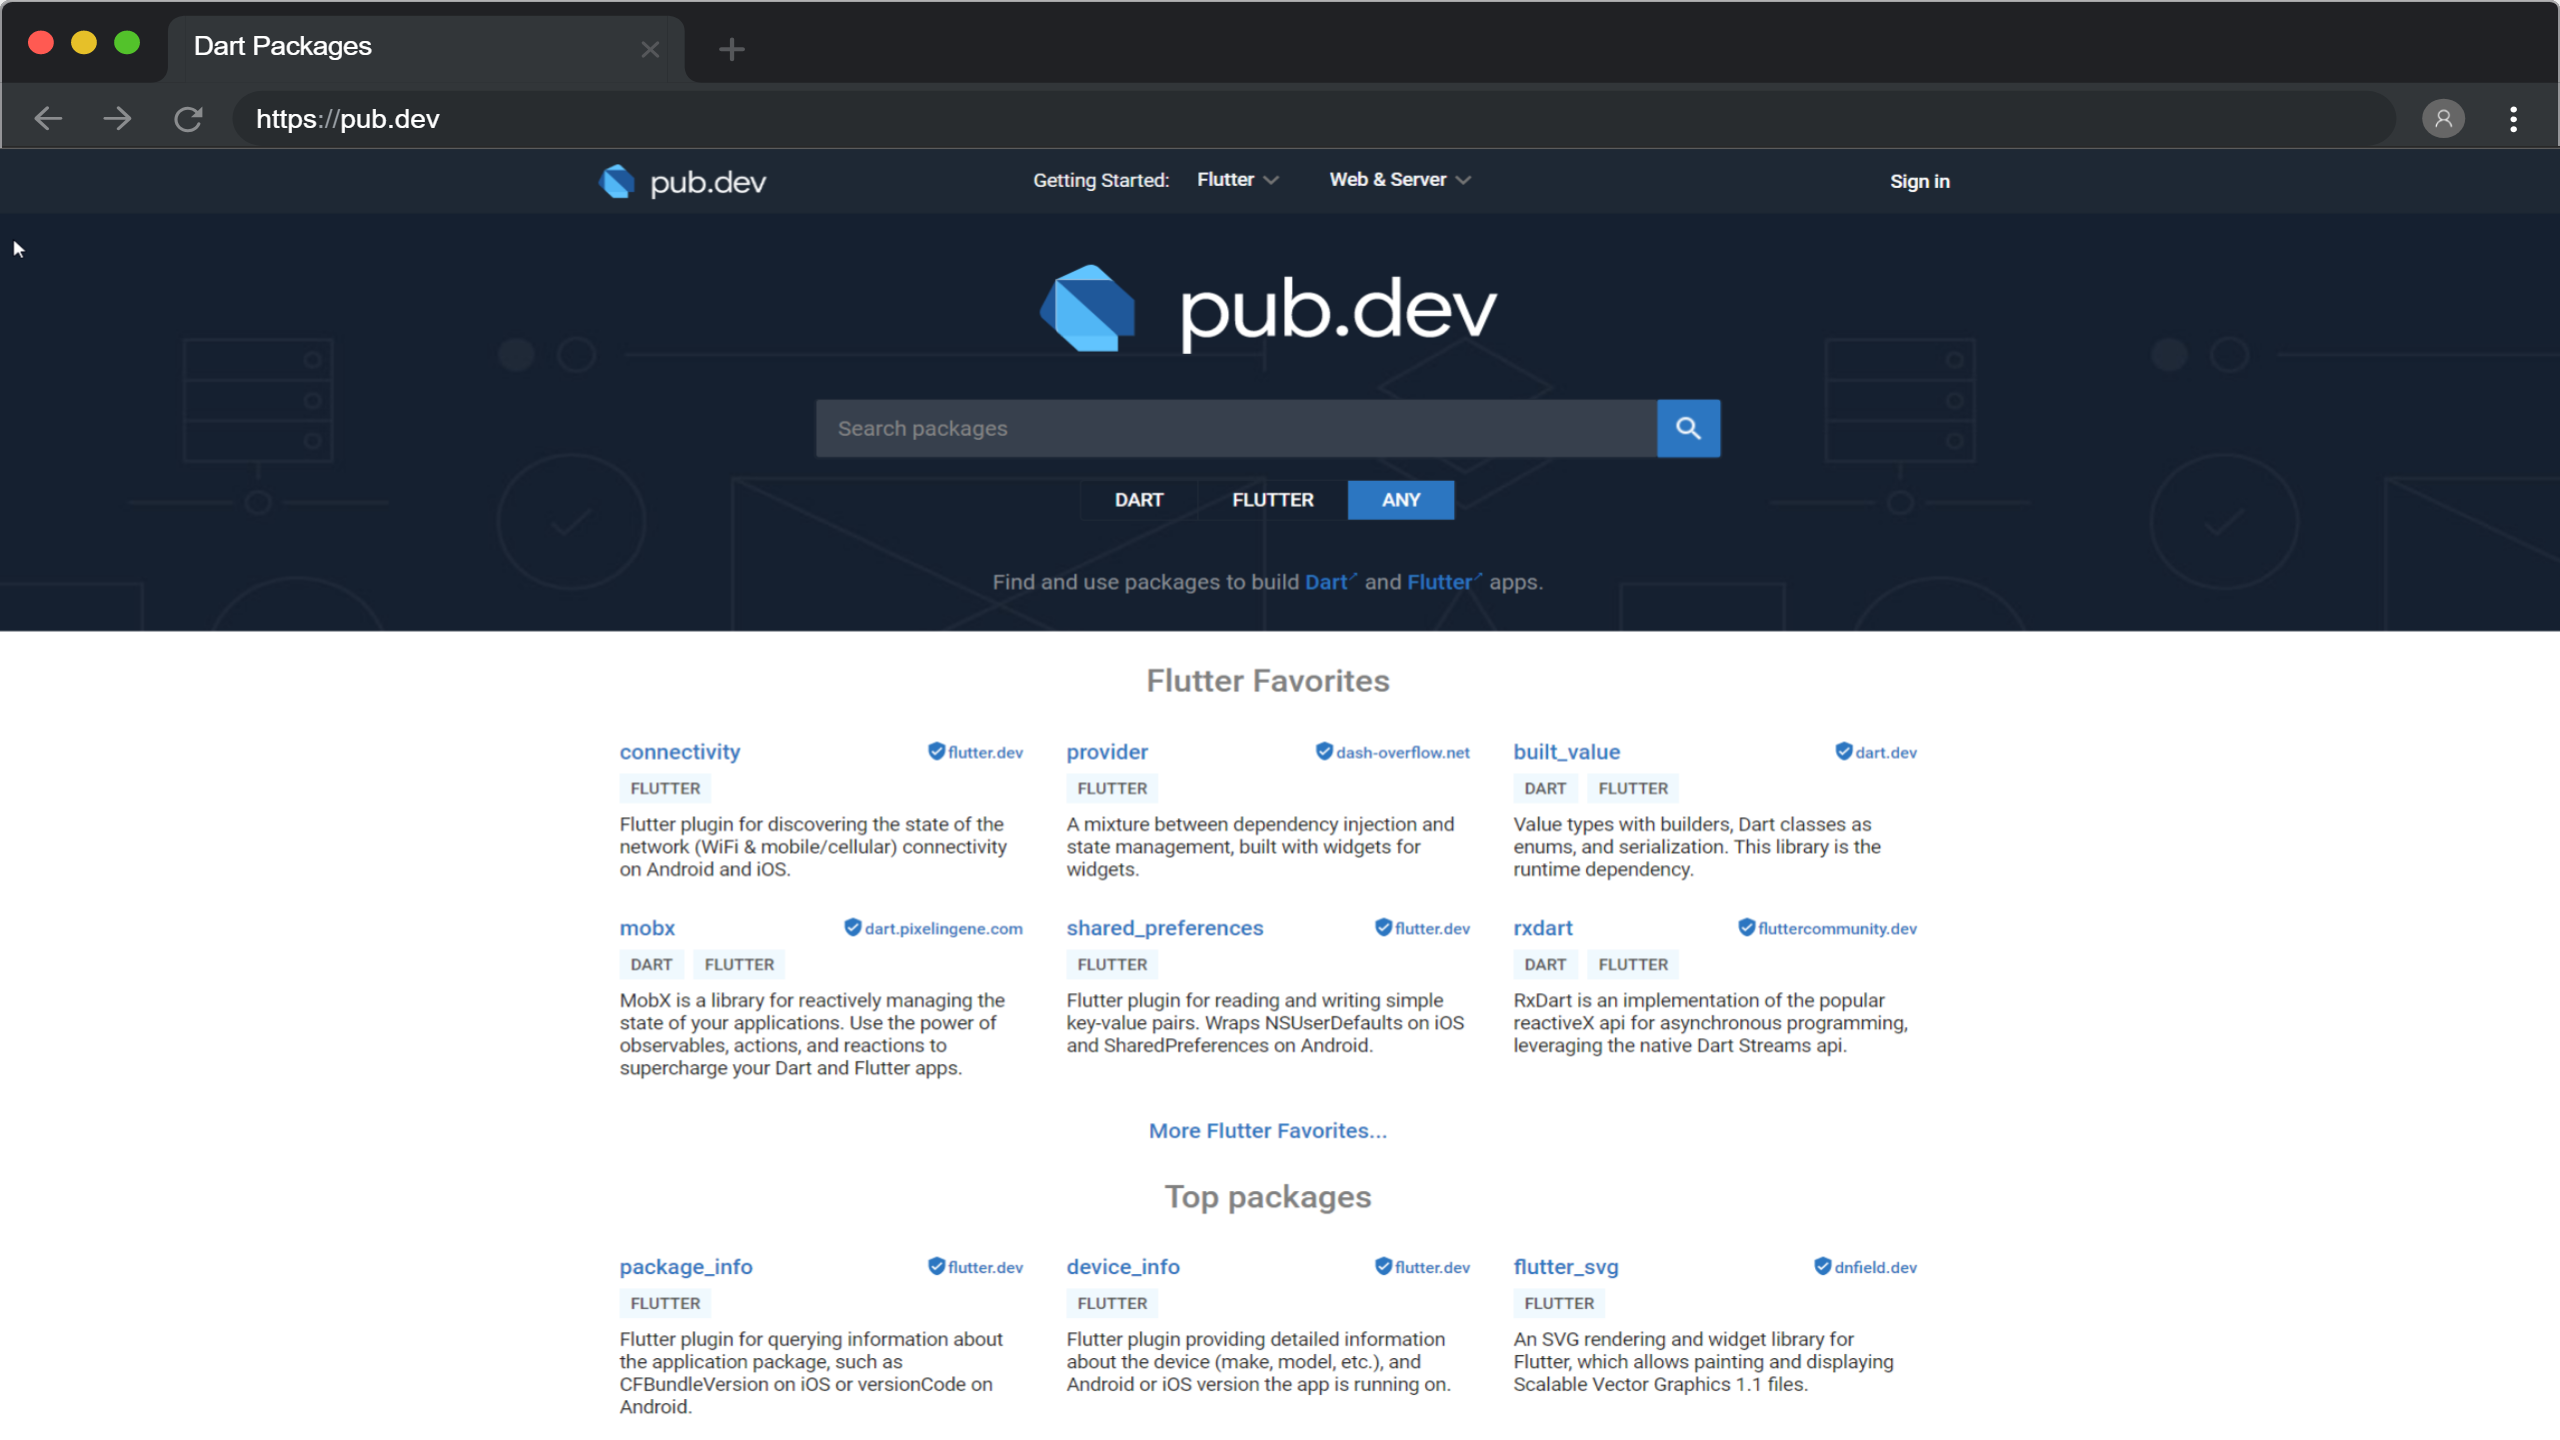 Dart Packages
https://pub.dev
pub.dev
Getting Started: Flutter Web & Server
Sign in
pub.dev
Search packages
DART FLUTTER ANY
Find and use packages to build Dart and Flutter apps.
Flutter Favorites
connectivity flutter.dev
FLUTTER
Flutter plugin for discovering the state of the
network (WiFi & mobile/cellular) connectivity
on Android and iOS.
provider dash-overflow.net
FLUTTER
A mixture between dependency injection and
state management, built with widgets for
widgets.
built_value dart.dev
DART FLUTTER
Value types with builders, Dart classes as
enums, and serialization. This library is the
runtime dependency.
mobx dart.pixelingene.com
DART FLUTTER
MobX is a library for reactively managing the
state of your applications. Use the power of
observables, actions, and reactions to
supercharge your Dart and Flutter apps.
shared_preferences flutter.dev
FLUTTER
Flutter plugin for reading and writing simple
key-value pairs. Wraps NSUserDefaults on iOS
and SharedPreferences on Android.
rxdart fluttercommunity.dev
DART FLUTTER
RxDart is an implementation of the popular
reactiveX api for asynchronous programming,
leveraging the native Dart Streams api.
More Flutter Favorites...
Top packages
package_info flutter.dev
FLUTTER
Flutter plugin for querying information about
the application package, such as
CFBundleVersion on iOS or versionCode on
Android.
device_info flutter.dev
FLUTTER
Flutter plugin providing detailed information
about the device (make, model, etc.), and
Android or iOS version the app is running on.
flutter_svg dnfield.dev
FLUTTER
An SVG rendering and widget library for
Flutter, which allows painting and displaying
Scalable Vector Graphics 1.1 files.